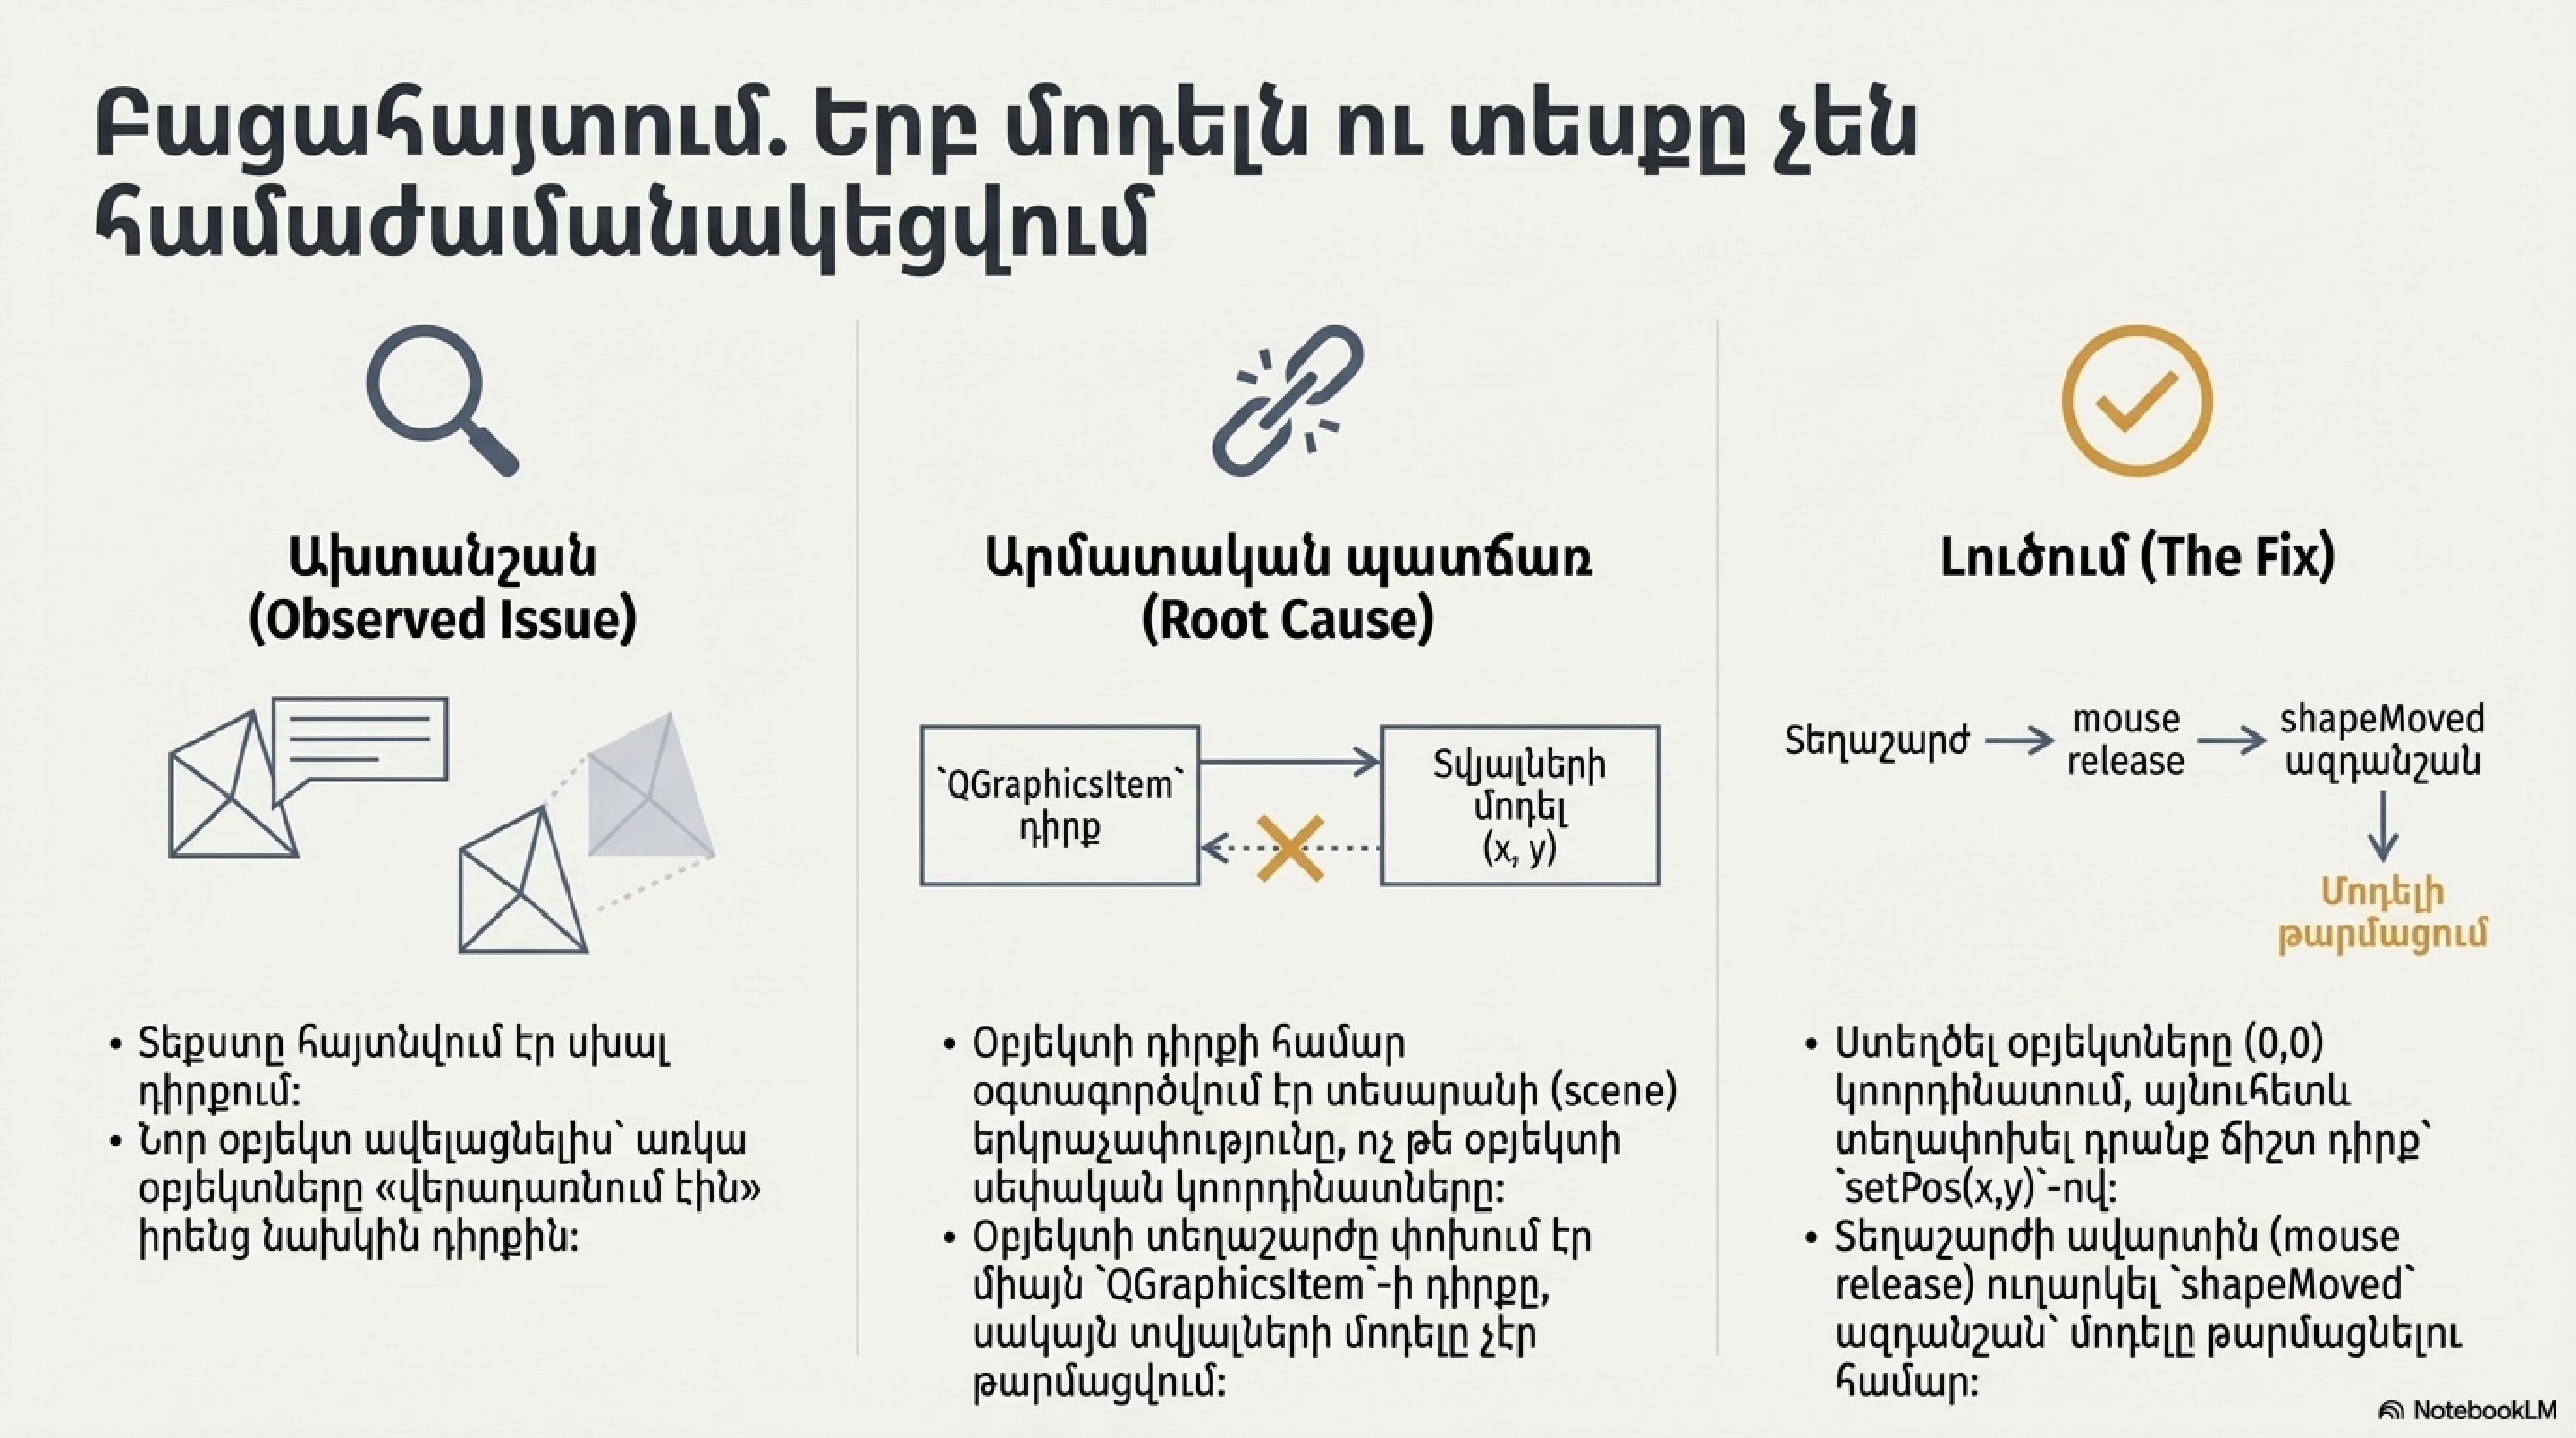 Բացահայտում. Երբ մոդելն ու տեսքը չեն
համաժամանակեցվում
Ախտանշան
(Observed Issue)
Տեքստը հայտնվում էր սխալ
դիրքում:
Նոր օբյեկտ ավելացնելիս` առկա
օբյեկտները «վերադառնում էին»
իրենց նախկին դիրքին:
Արմատական պատճառ
(Root Cause)
`QGraphicsItem`
դիրք
Տվյալների
մոդել
(x, y)
• Օբյեկտի դիրքի համար
օգտագործվում էր տեսարանի (scene)
երկրաչափությունը, ոչ թե օբյեկտի
սեփական կոորդինատները:
• Օբյեկտի տեղաշարժը փոխում էր
միայն `QGraphicsItem`-ի դիրքը,
սակայն տվյալների մոդելը չէր
թարմացվում:
Լուծում (The Fix)
Տեղաշարժ → mouse
release → shapeMoved
ազդանշան
Մոդելի
թարմացում
• Ստեղծել օբյեկտները (0,0)
կոորդինատում, այնուհետև
տեղափոխել դրանք ճիշտ դիրք`
`setPos(x,y)`-ով:
• Տեղաշարժի ավարտին (mouse
release) ուղարկել `shapeMoved`
ազդանշան` մոդելը թարմացնելու
համար:
NotebookLM